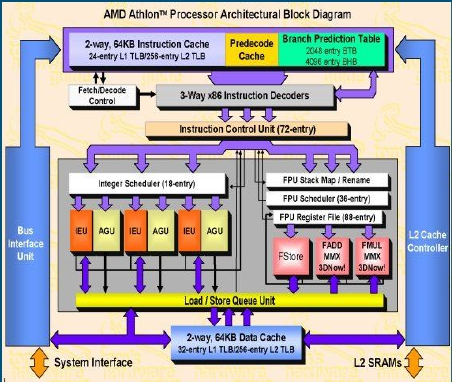 AMD Athlon™ Processor Architectural Block Diagram
2-way, 64KB Instruction Cache
24-entry L1 TLB/256-entry L2 TLB
Predecode
Cache
Branch Prediction Table
2048 entry BTB
4096 entry BHB
Fetch/Decode
Control
3-Way x86 Instruction Decoders
Instruction Control Unit (72-entry)
Integer Scheduler (18-entry)
FPU Stack Map / Rename
FPU Scheduler (36-entry)
FPU Register File (88-entry)
Bus
Interface
Unit
IEU
AGU
IEU
AGU
IEU
AGU
FStore
FADD
MMX
3DNow!
FMUL
MMX
3DNow!
L2 Cache
Controller
Load / Store Queue Unit
2-way, 64KB Data Cache
32-entry L1 TLB/256-entry L2 TLB
System Interface
L2 SRAMs